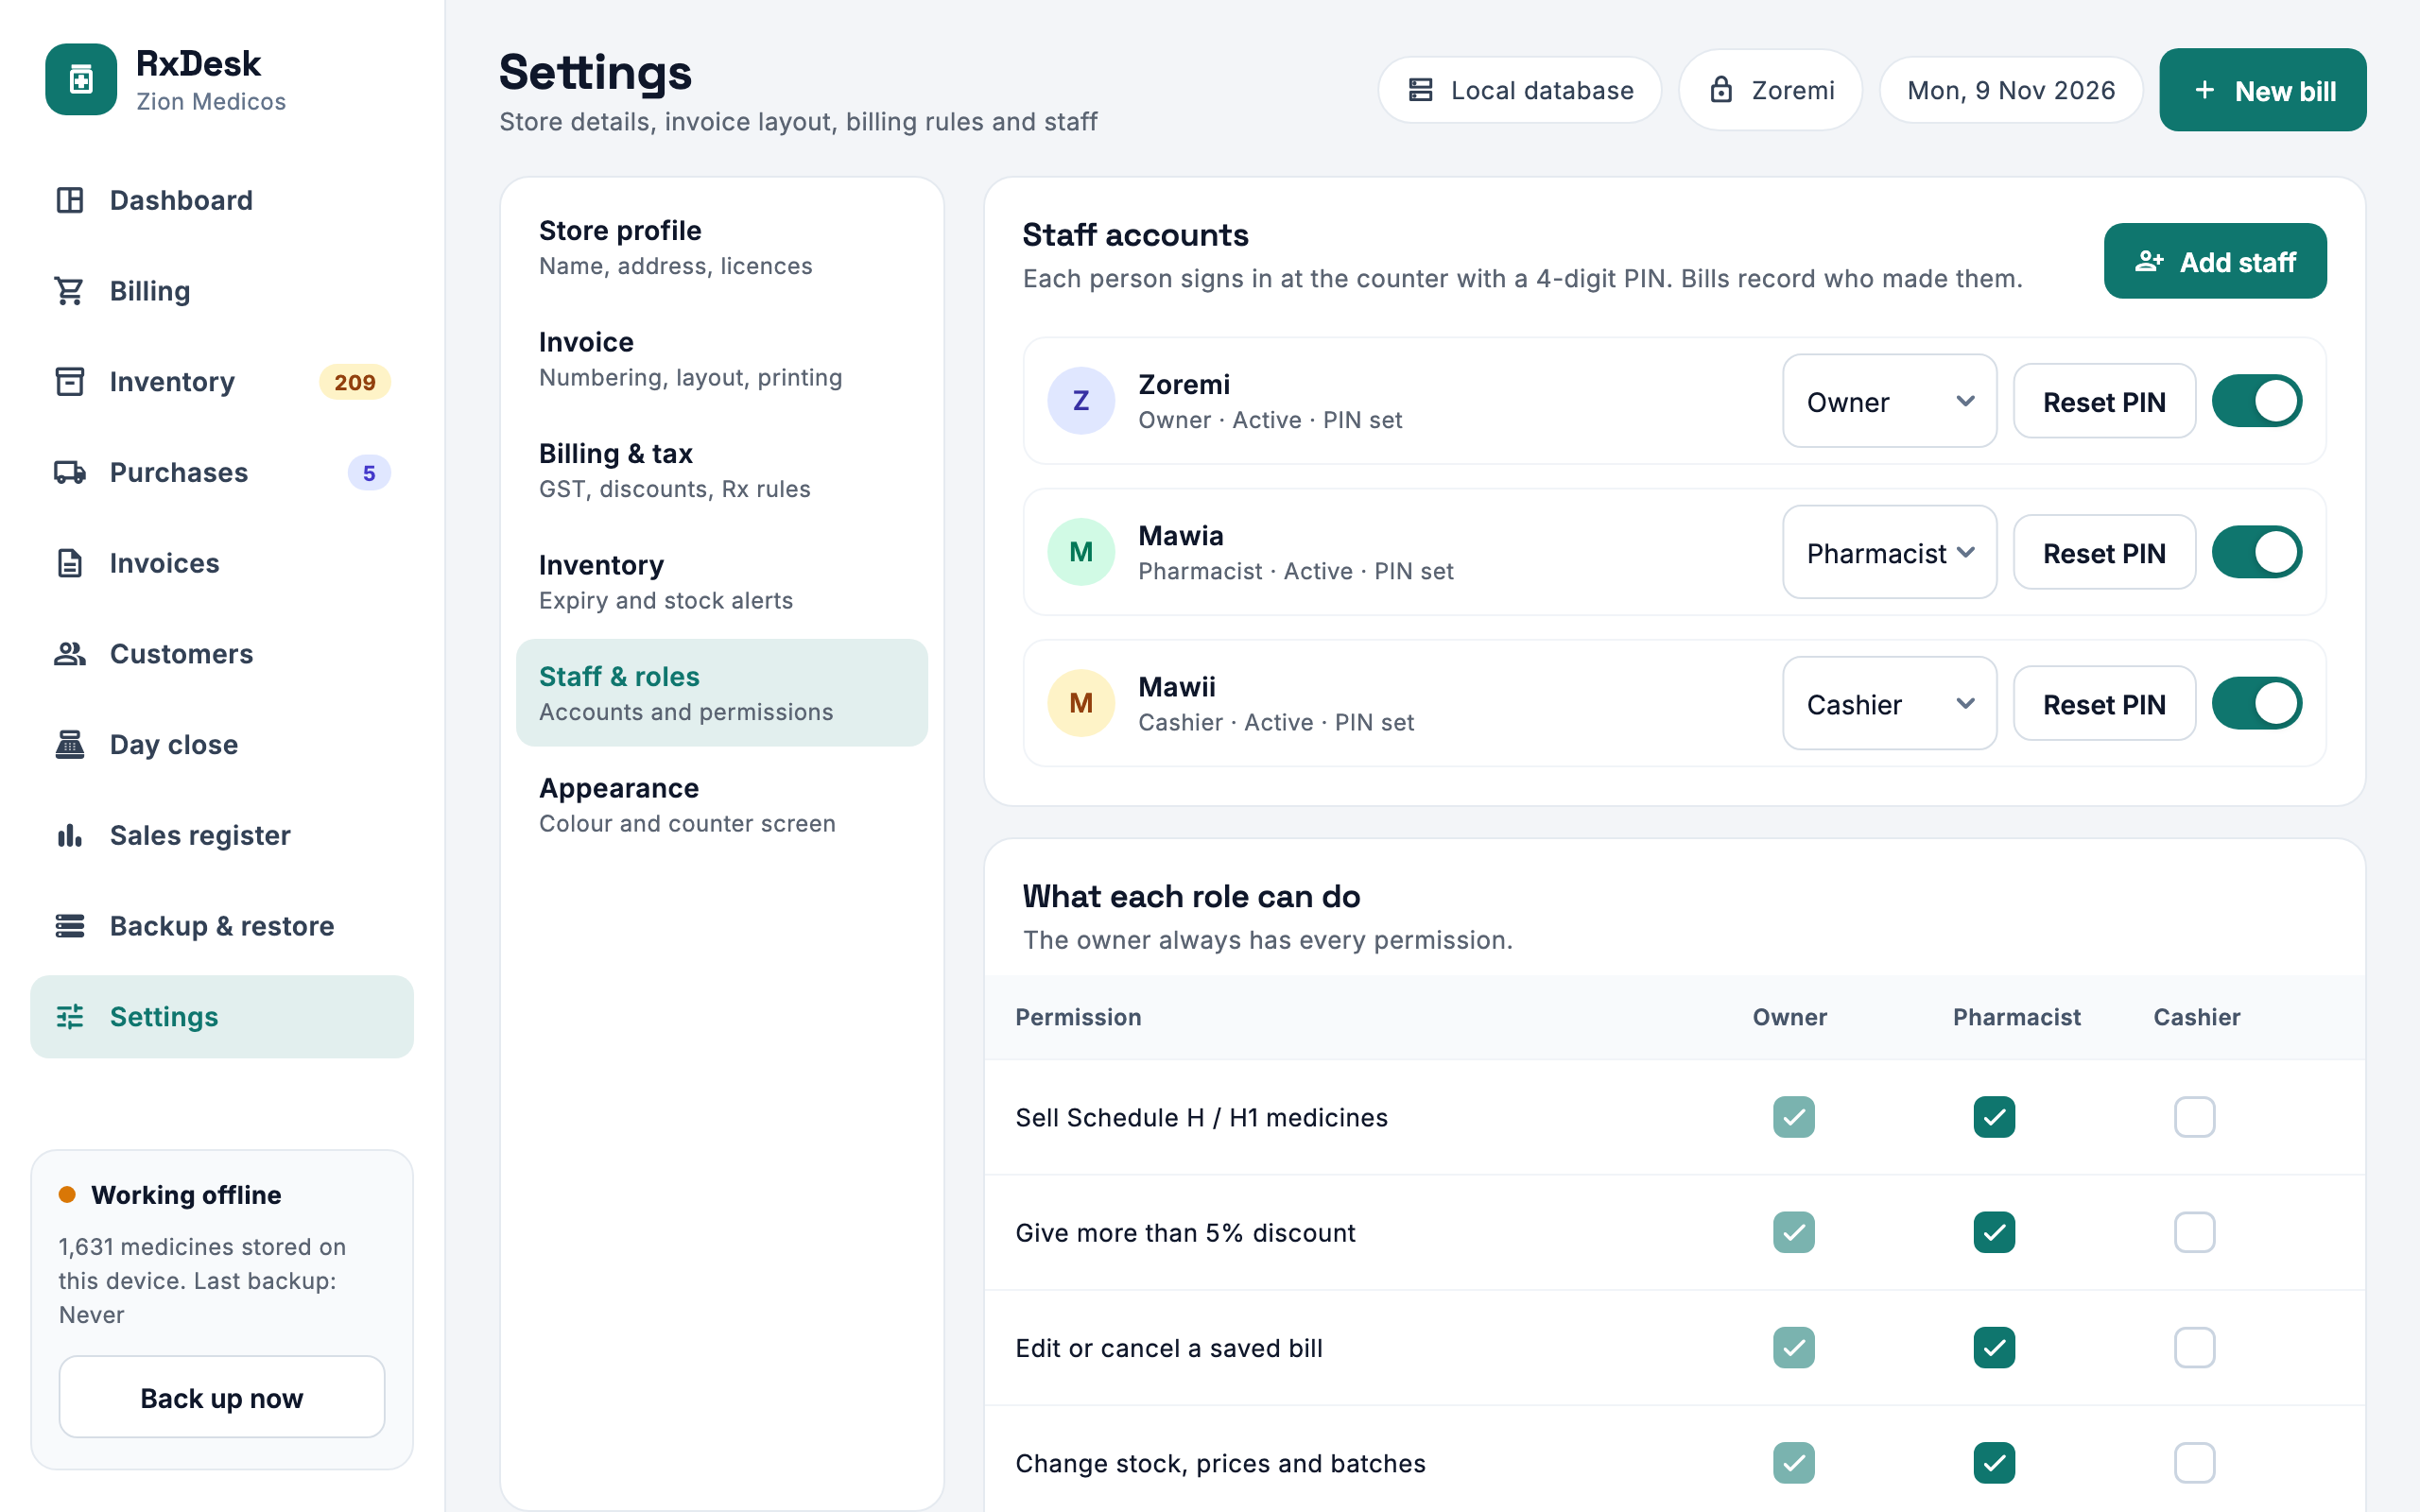 RxDesk
Zion Medicos
Dashboard
Billing
Inventory 209
Purchases 5
Invoices
Customers
Day close
Sales register
Backup & restore
Settings
Working offline
1,631 medicines stored on
this device. Last backup:
Never
Back up now
Settings
Store details, invoice layout, billing rules and staff
Local database
Zoremi
Mon, 9 Nov 2026
+ New bill
Store profile
Name, address, licences
Invoice
Numbering, layout, printing
Billing & tax
GST, discounts, Rx rules
Inventory
Expiry and stock alerts
Staff & roles
Accounts and permissions
Appearance
Colour and counter screen
Staff accounts
Each person signs in at the counter with a 4-digit PIN. Bills record who made them.
Add staff
Z
Zoremi
Owner · Active · PIN set
Owner
Reset PIN
M
Mawia
Pharmacist · Active · PIN set
Pharmacist
Reset PIN
M
Mawii
Cashier · Active · PIN set
Cashier
Reset PIN
What each role can do
The owner always has every permission.
Permission Owner Pharmacist Cashier
Sell Schedule H / H1 medicines
Give more than 5% discount
Edit or cancel a saved bill
Change stock, prices and batches